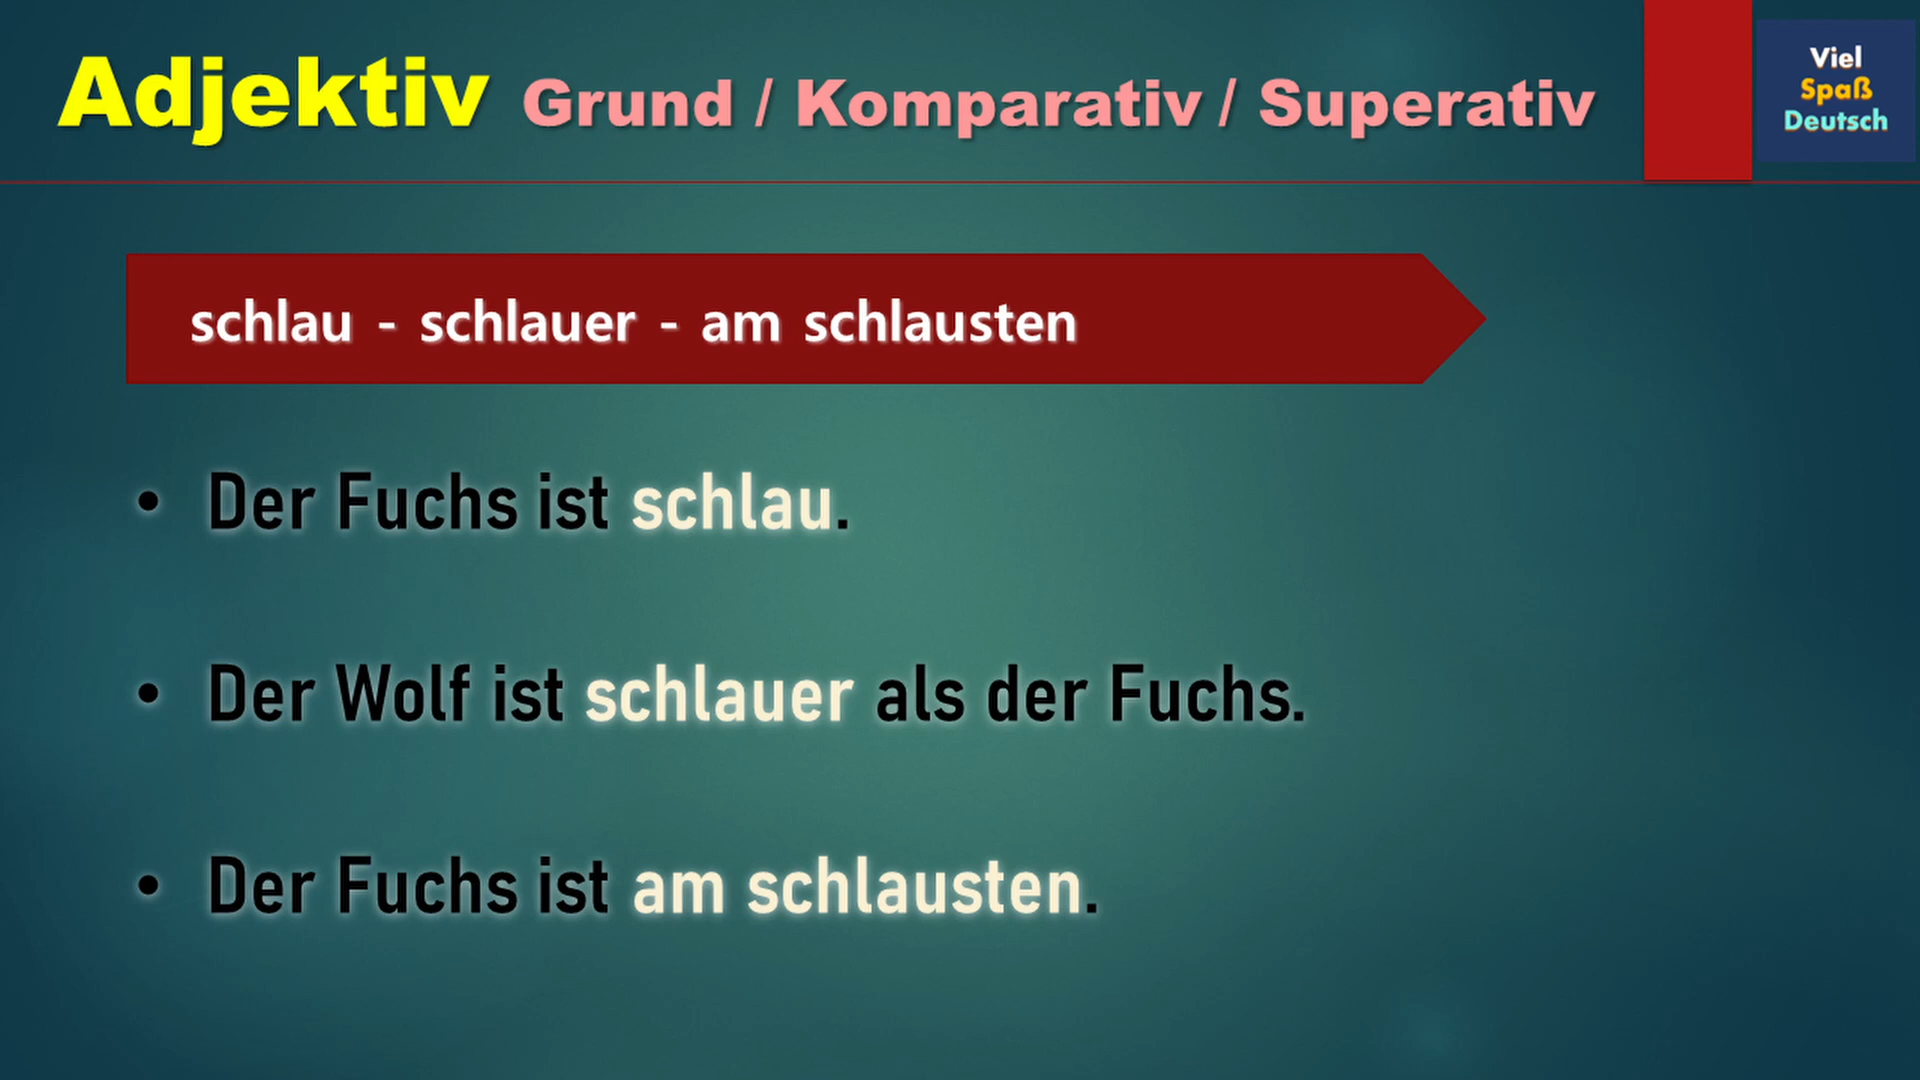 Adjektiv Grund / Komparativ / Superativ
Viel
Spaß
Deutsch
schlau - schlauer - am schlausten
• Der Fuchs ist schlau.
• Der Wolf ist schlauer als der Fuchs.
• Der Fuchs ist am schlausten.